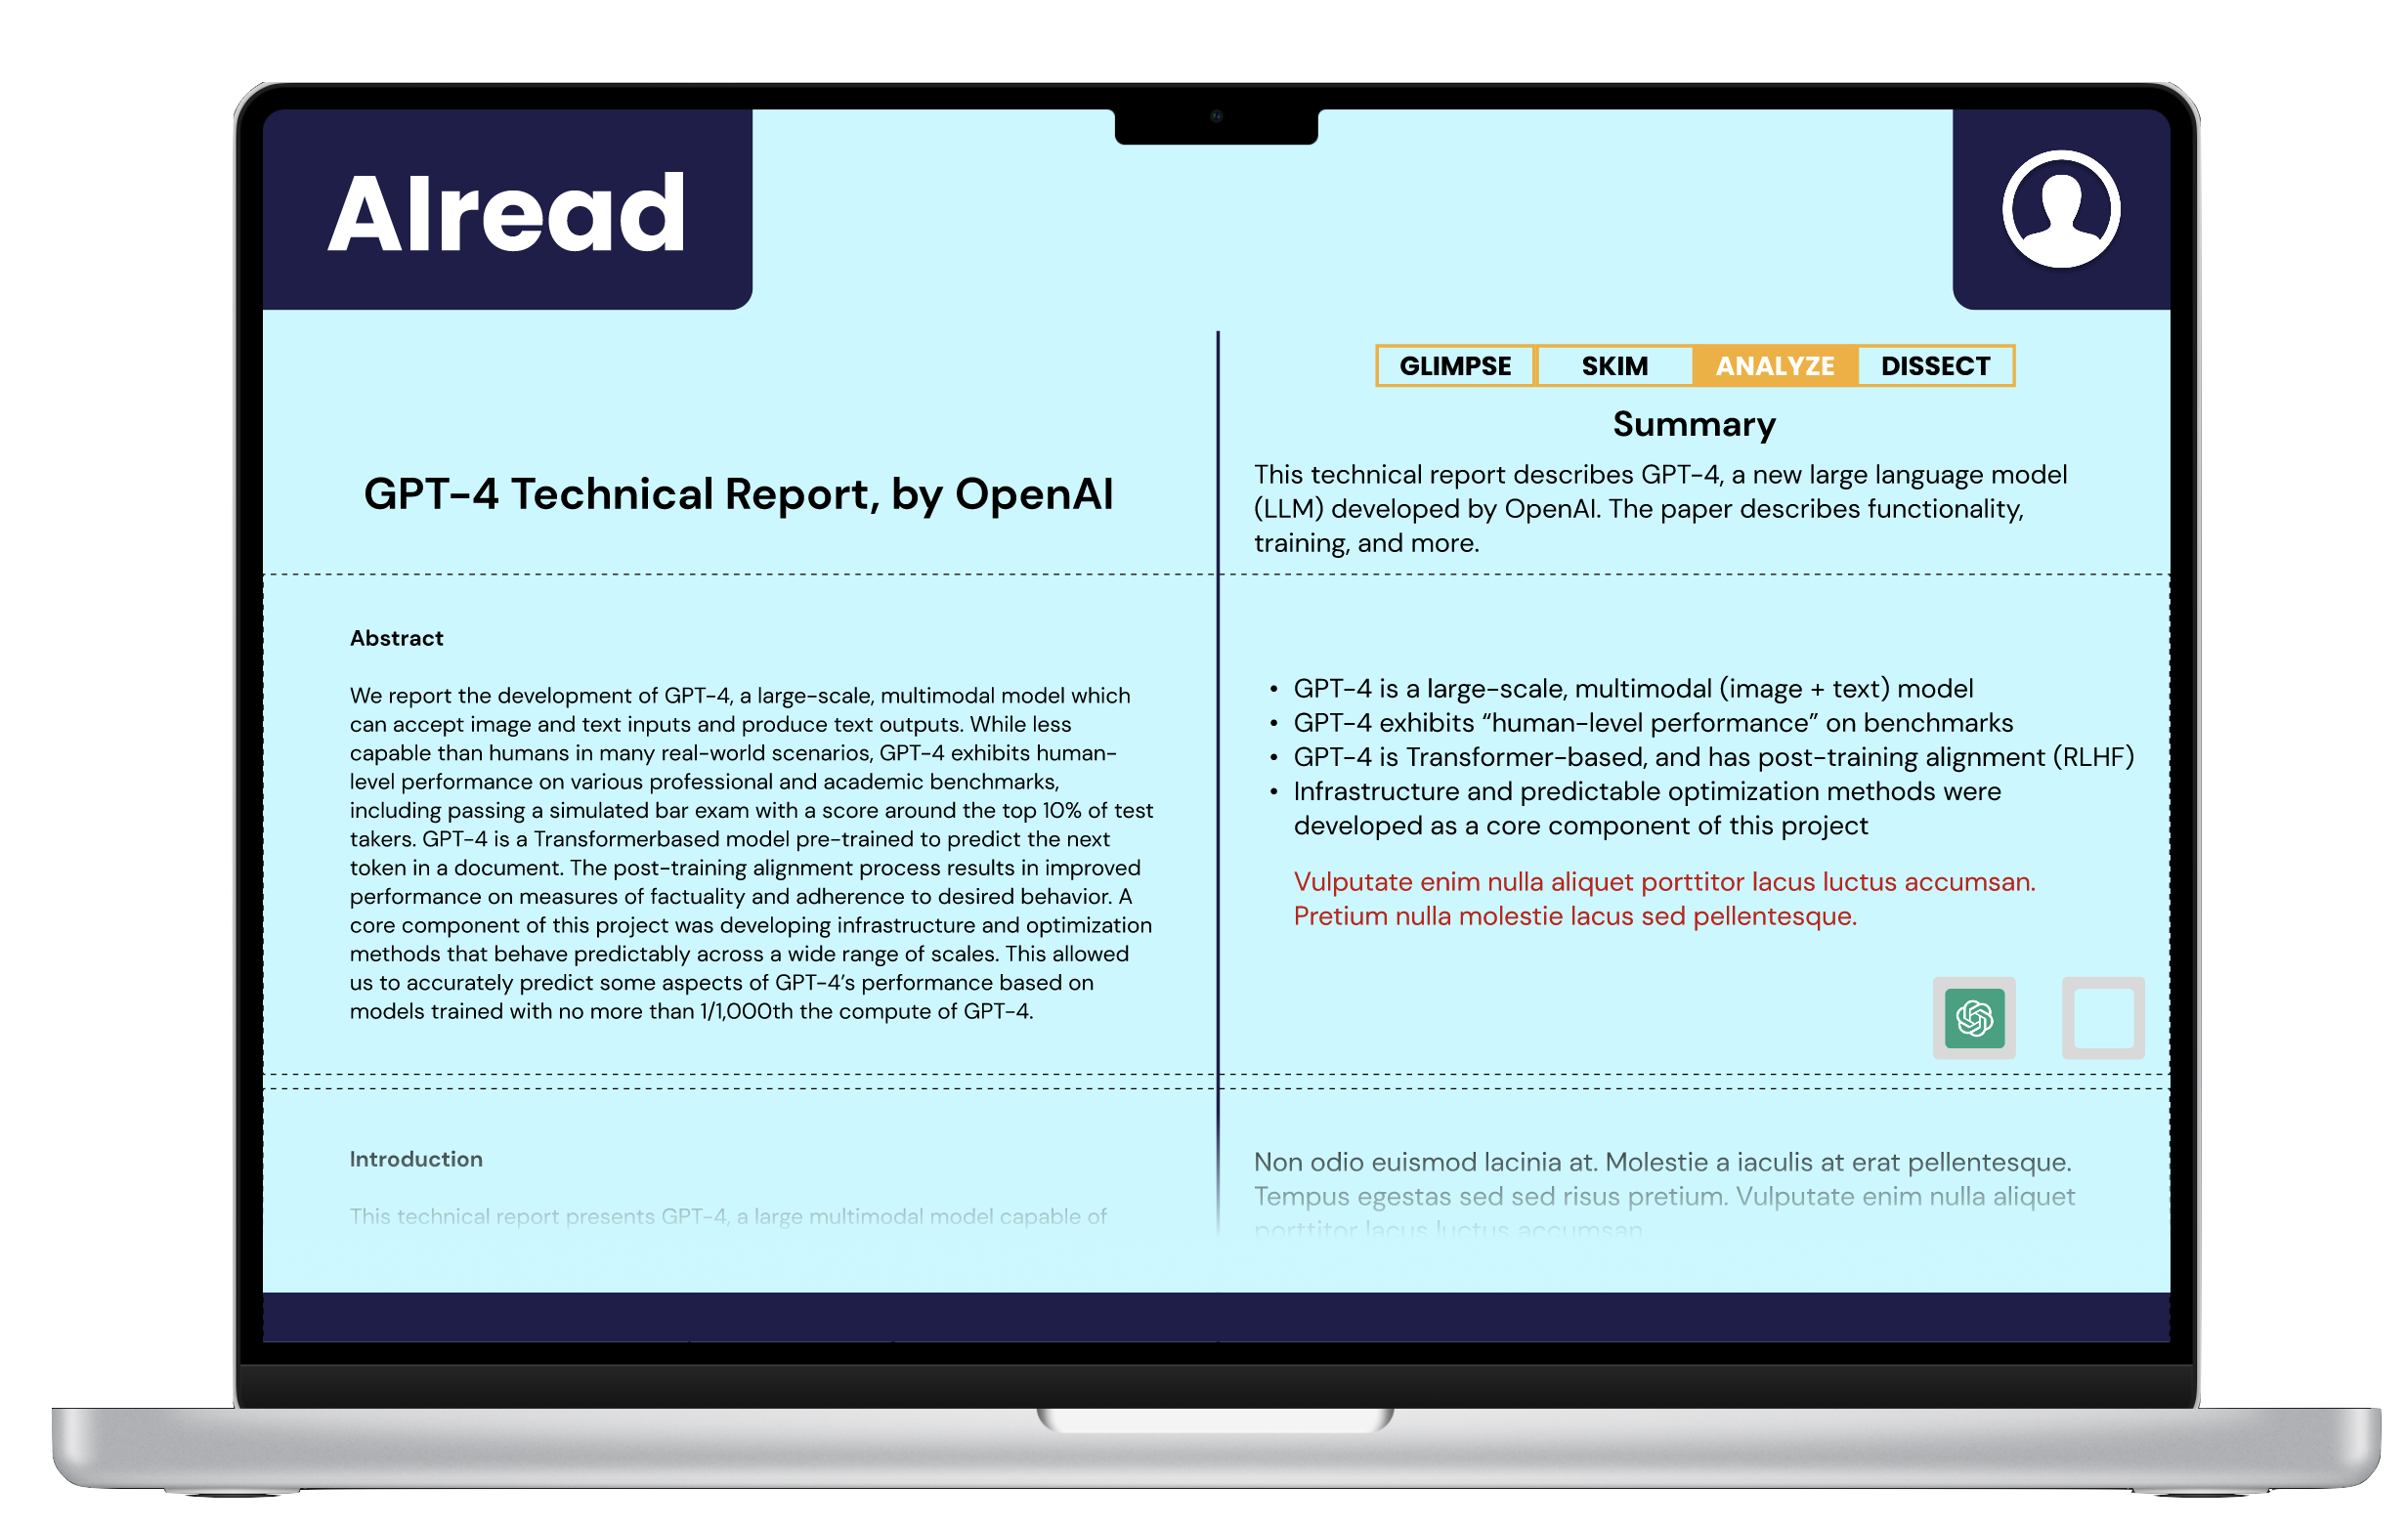 AIread
GLIMPSE SKIM ANALYZE DISSECT
Summary
GPT-4 Technical Report, by OpenAI
This technical report describes GPT-4, a new large language model
(LLM) developed by OpenAI. The paper describes functionality,
training, and more.
Abstract
We report the development of GPT-4, a large-scale, multimodal model which
can accept image and text inputs and produce text outputs. While less
capable than humans in many real-world scenarios, GPT-4 exhibits human-
level performance on various professional and academic benchmarks,
including passing a simulated bar exam with a score around the top 10% of test
takers. GPT-4 is a Transformerbased model pre-trained to predict the next
token in a document. The post-training alignment process results in improved
performance on measures of factuality and adherence to desired behavior. A
core component of this project was developing infrastructure and optimization
methods that behave predictably across a wide range of scales. This allowed
us to accurately predict some aspects of GPT-4’s performance based on
models trained with no more than 1/1,000th the compute of GPT-4.
• GPT-4 is a large-scale, multimodal (image + text) model
• GPT-4 exhibits “human-level performance” on benchmarks
• GPT-4 is Transformer-based, and has post-training alignment (RLHF)
• Infrastructure and predictable optimization methods were
developed as a core component of this project
Vulputate enim nulla aliquet porttitor lacus luctus accumsan.
Pretium nulla molestie lacus sed pellentesque.
Introduction
This technical report presents GPT-4, a large multimodal model capable of
Non odio euismod lacinia at. Molestie a iaculis at erat pellentesque.
Tempus egestas sed sed risus pretium. Vulputate enim nulla aliquet
porttitor lacus luctus accumsan